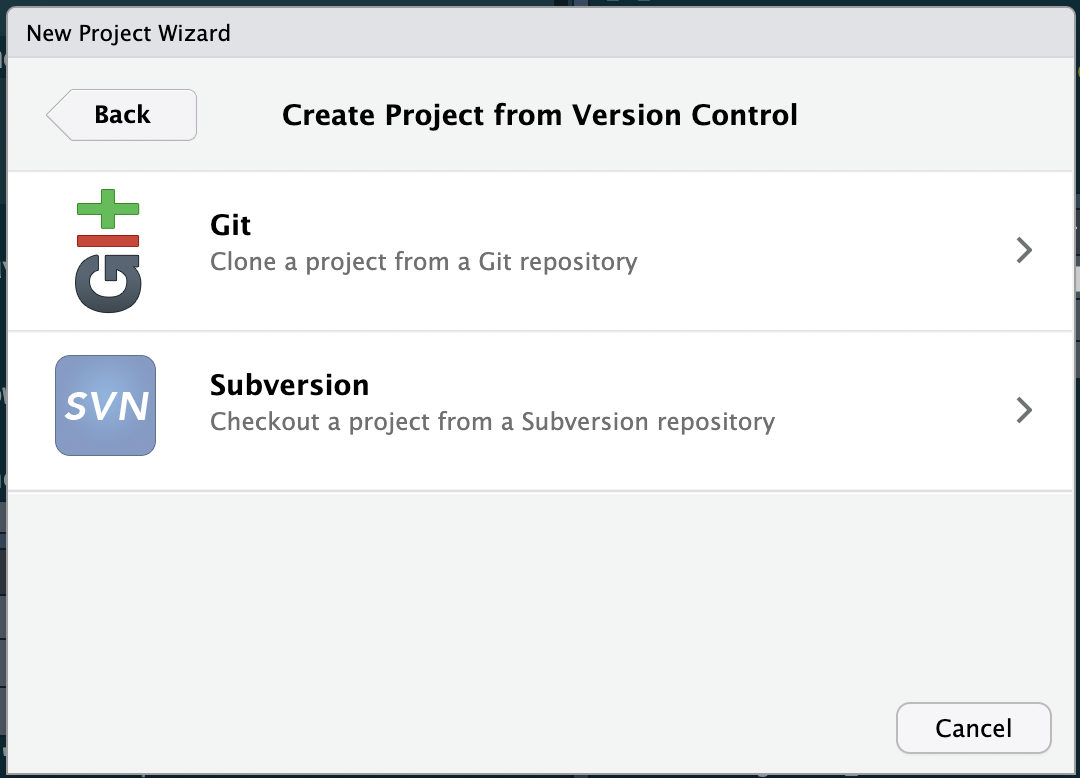 New Project Wizard
Back
Create Project from Version Control
Git
Git
Clone a project from a Git repository
SVN
Subversion
Checkout a project from a Subversion repository
Cancel